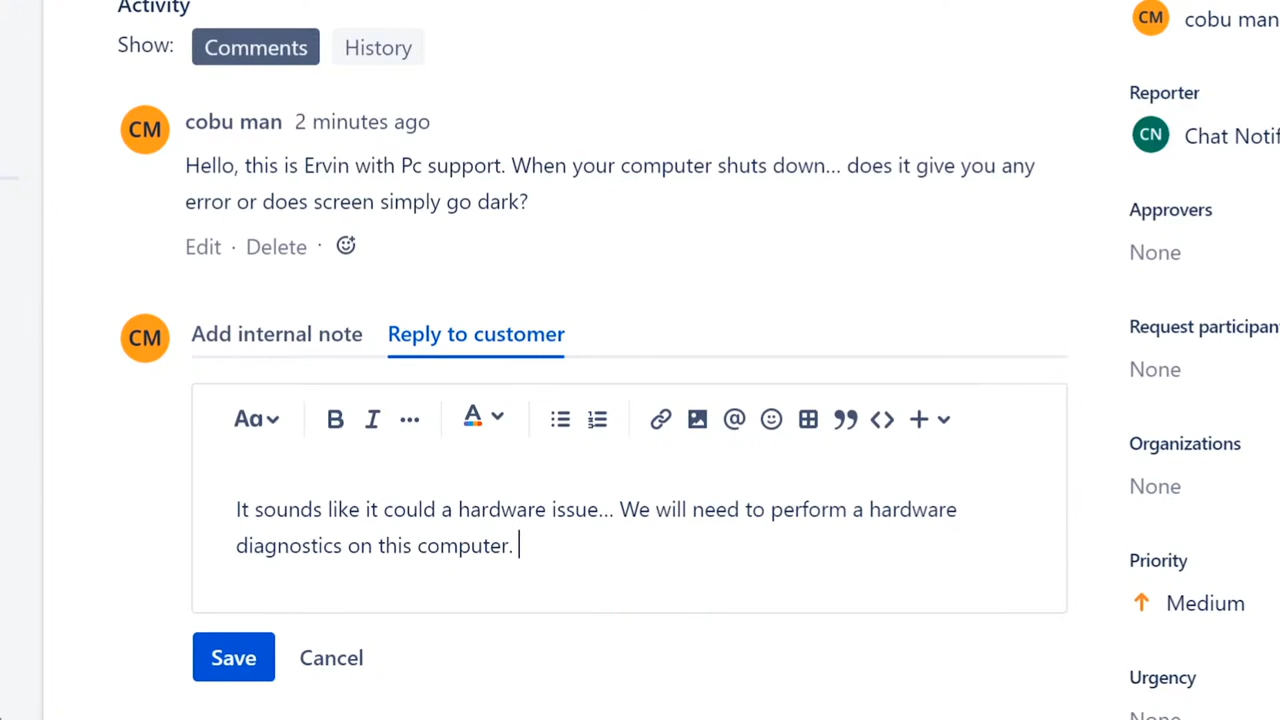 Activity
Show: Comments History
CM cobu man 2 minutes ago
Hello, this is Ervin with Pc support. When your computer shuts down... does it give you any
error or does screen simply go dark?
Edit · Delete ·
CM Add internal note Reply to customer
Aa B I ... A @ <> +
It sounds like it could a hardware issue... We will need to perform a hardware
diagnostics on this computer.
Save Cancel
CM cobu man
Reporter
CN Chat Notif
Approvers
None
Request participan
None
Organizations
None
Priority
Medium
Urgency